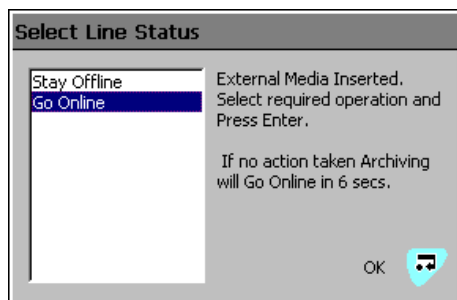 Select Line Status
Stay Offline
Go Online
External Media Inserted.
Select required operation and
Press Enter.
If no action taken Archiving
will Go Online in 6 secs.
OK